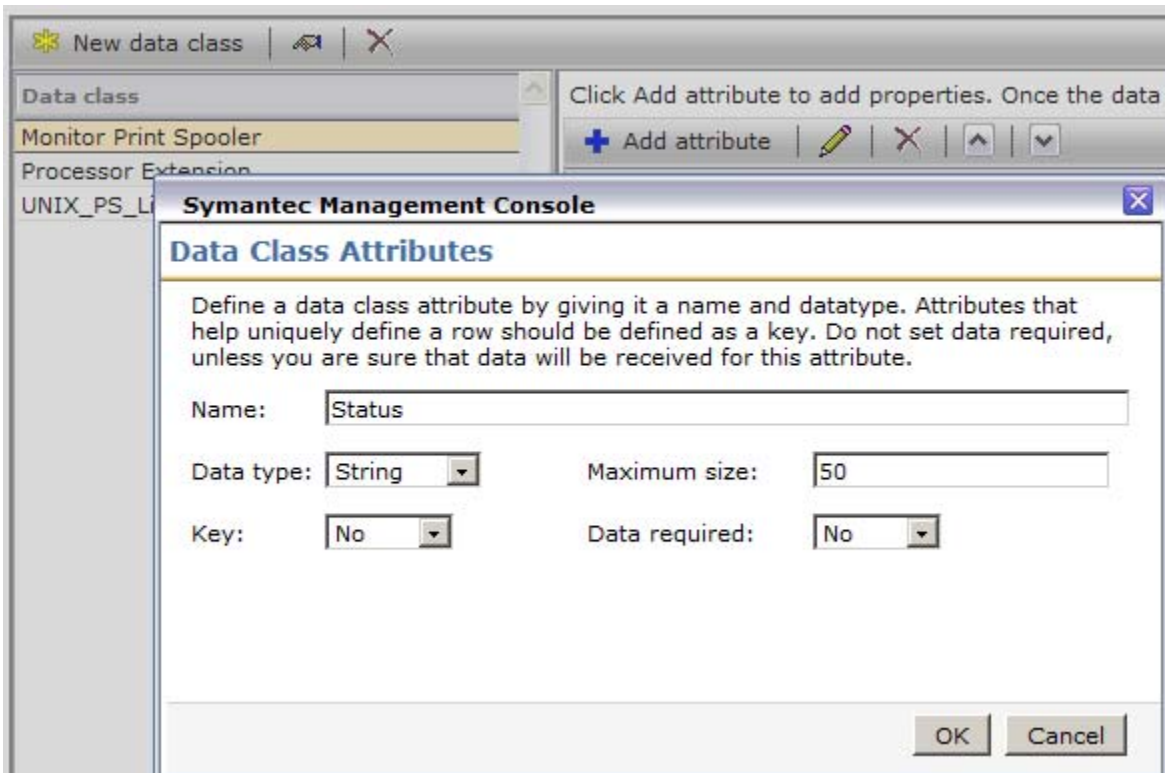 New data class
Data class
Monitor Print Spooler
Processor Extension
UNIX_PS_Li
Click Add attribute to add properties. Once the data
Add attribute
Symantec Management Console
Data Class Attributes
Define a data class attribute by giving it a name and datatype. Attributes that
help uniquely define a row should be defined as a key. Do not set data required,
unless you are sure that data will be received for this attribute.
Name: Status
Data type: String Maximum size: 50
Key: No Data required: No
OK Cancel